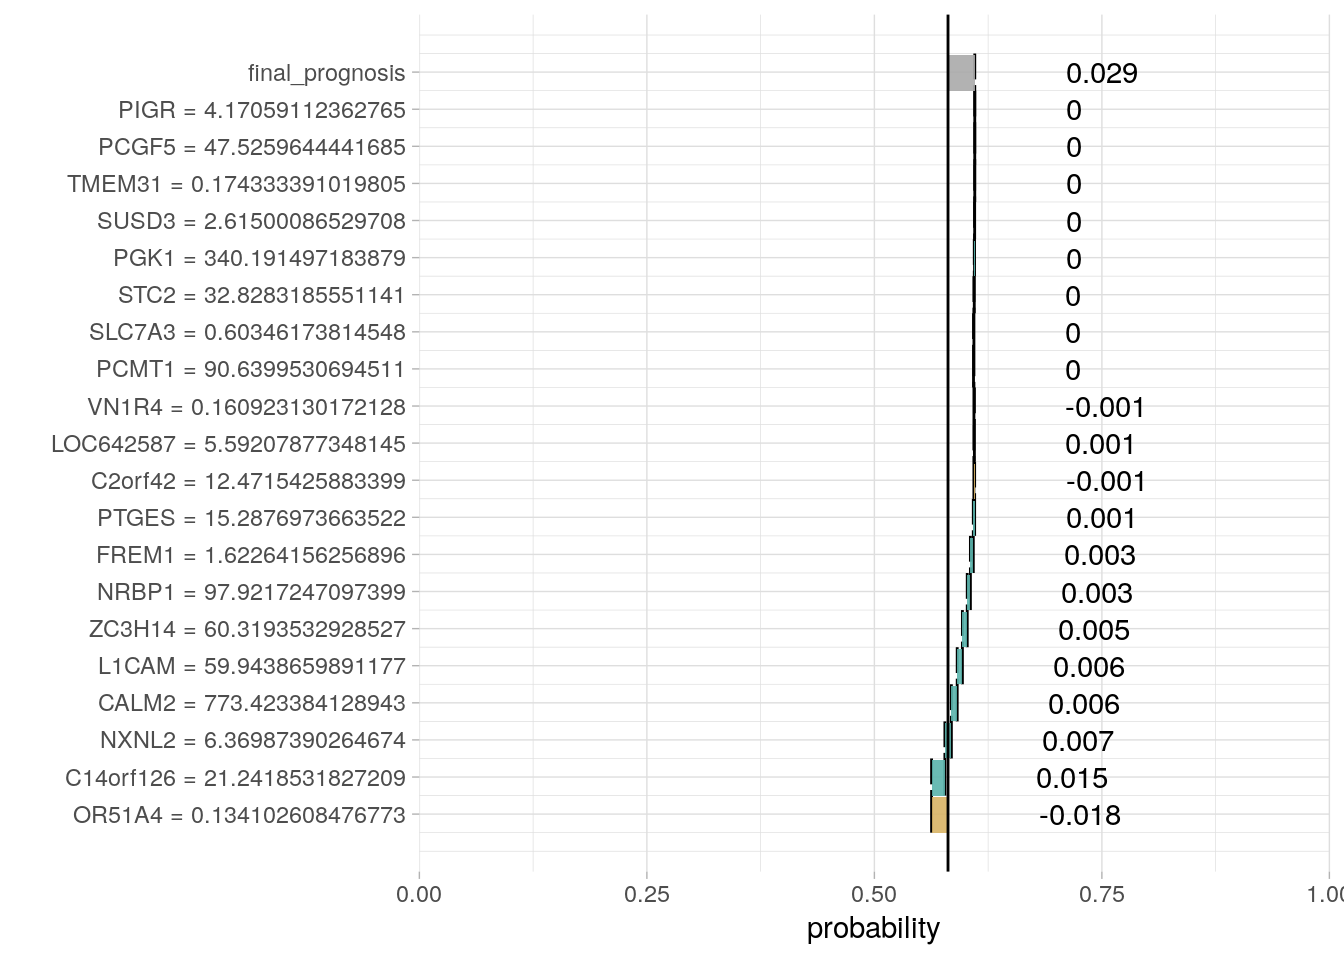 final_prognosis 0.029
PIGR = 4.17059112362765 0
PCGF5 = 47.5259644441685 0
TMEM31 = 0.174333391019805 0
SUSD3 = 2.61500086529708 0
PGK1 = 340.191497183879 0
STC2 = 32.8283185551141 0
SLC7A3 = 0.60346173814548 0
PCMT1 = 90.6399530694511 0
VN1R4 = 0.160923130172128 -0.001
LOC642587 = 5.59207877348145 0.001
C2orf42 = 12.4715425883399 -0.001
PTGES = 15.2876973663522 0.001
FREM1 = 1.62264156256896 0.003
NRBP1 = 97.9217247097399 0.003
ZC3H14 = 60.3193532928527 0.005
L1CAM = 59.9438659891177 0.006
CALM2 = 773.423384128943 0.006
NXNL2 = 6.36987390264674 0.007
C14orf126 = 21.2418531827209 0.015
OR51A4 = 0.134102608476773 -0.018
0.00 0.25 0.50 0.75 1.00
probability